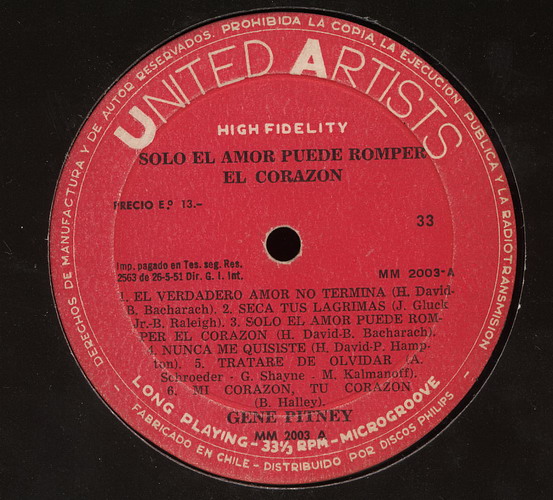 DERECHOS DE MANUFACTURA Y DE AUTOR RESERVADOS. PROHIBIDA LA COPIA, LA EJECUCION PUBLICA Y LA RADIOTRANSMISION
UNITED ARTISTS
HIGH FIDELITY
SOLO EL AMOR PUEDE ROMPER
EL CORAZON
PRECIO Eº 13.-
33
Imp. pagado en Tes. seg. Res.
2563 de 26-5-51 Dir. G. I. Int.
MM 2003-A
1. EL VERDADERO AMOR NO TERMINA (H. David-
B. Bacharach). 2. SECA TUS LAGRIMAS (J. Gluck
Jr.-B. Raleigh). 3. SOLO EL AMOR PUEDE ROM-
PER EL CORAZON (H. David-B. Bacharach).
4. NUNCA ME QUISISTE (H. David-P. Hamp-
ton). 5. TRATARE DE OLVIDAR (A.
Schroeder - G. Shayne - M. Kalmanoff).
6. MI CORAZON, TU CORAZON
(B. Halley).
GENE PITNEY
MM 2003 A
LONG PLAYING - 33⅓ RPM - MICROGROOVE
FABRICADO EN CHILE - DISTRIBUIDO POR DISCOS PHILIPS -